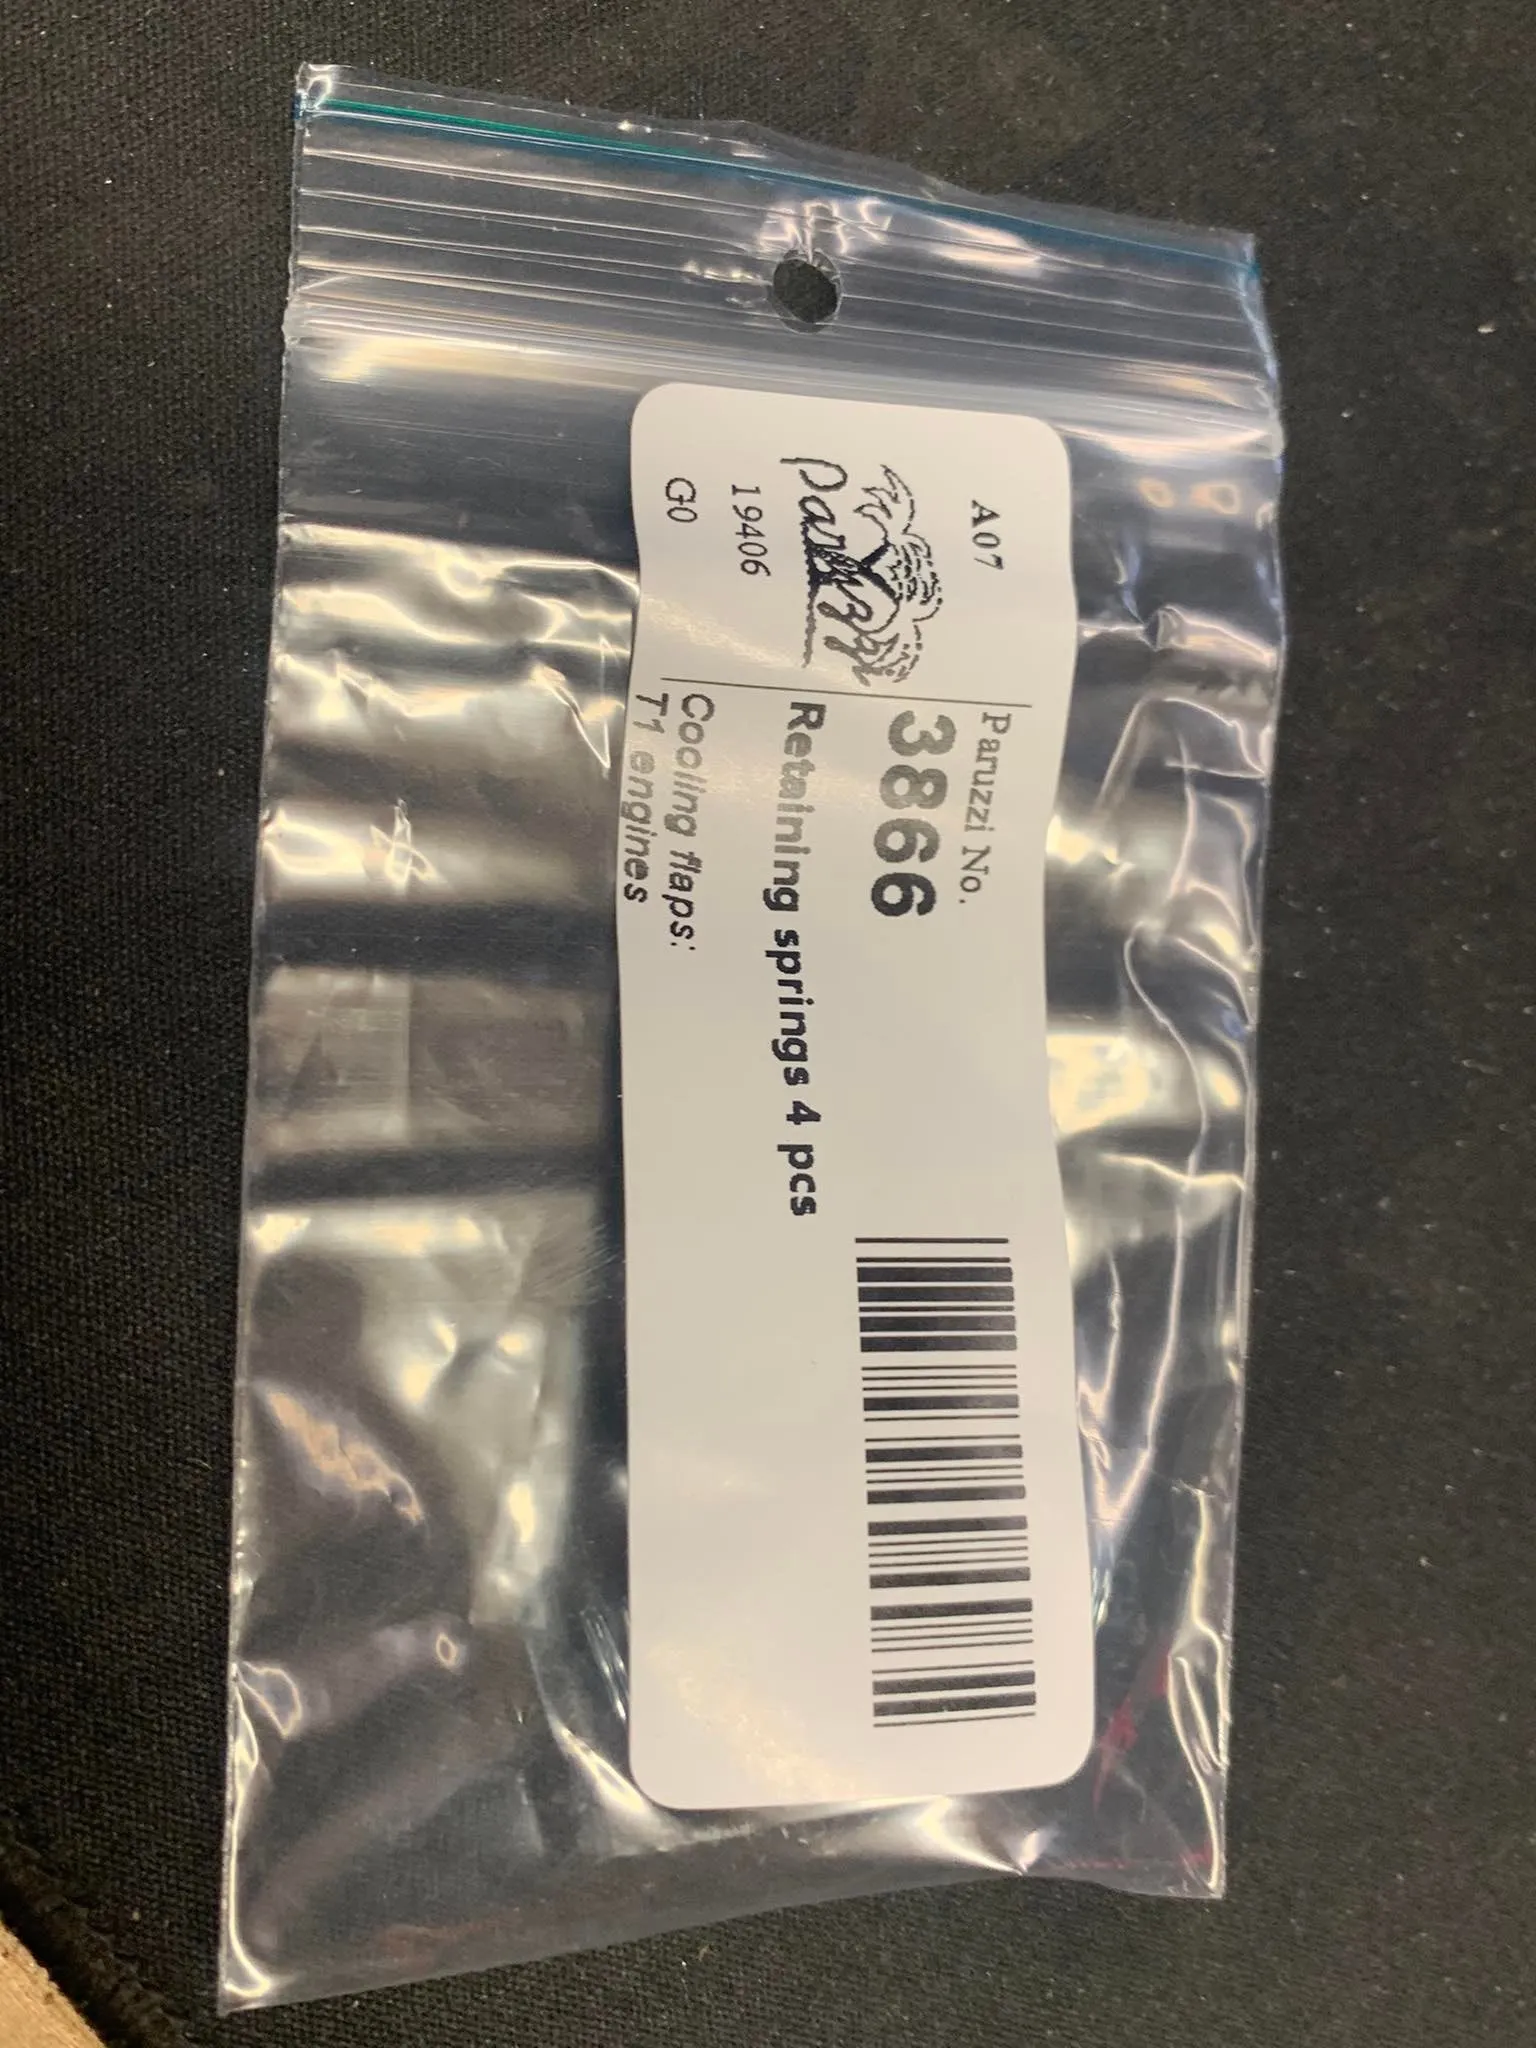 A07
Paruzzi
19406
G0
Paruzzi No.
3866
Retaining springs 4 pcs
Cooling flaps:
T1 engines